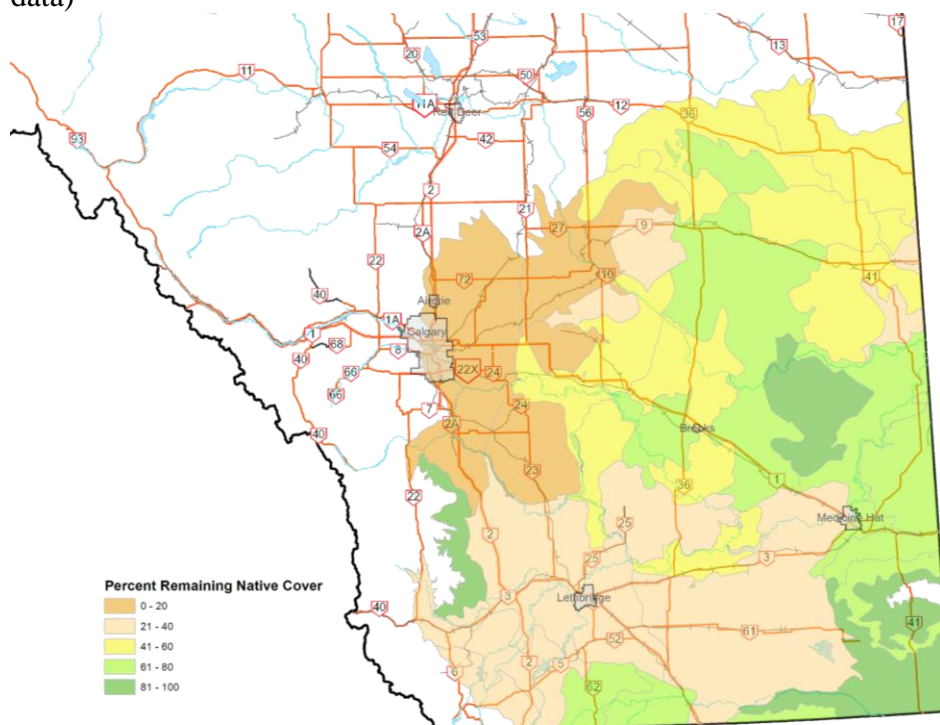 data)
17
53
13
20
11
50
11A
12
Red Deer
56
36
93
42
54
2
21
27
9
2A
22
10
72
41
40
Airdrie
1A
1
Calgary
68
8
40
22X
24
66
66
24
7
2A
Brooks
40
23
1
36
22
Medicine Hat
25
2
25
3
Percent Remaining Native Cover
0 - 20
21 - 40
41 - 60
61 - 80
81 - 100
3
Lethbridge
40
41
61
52
2
5
6
62